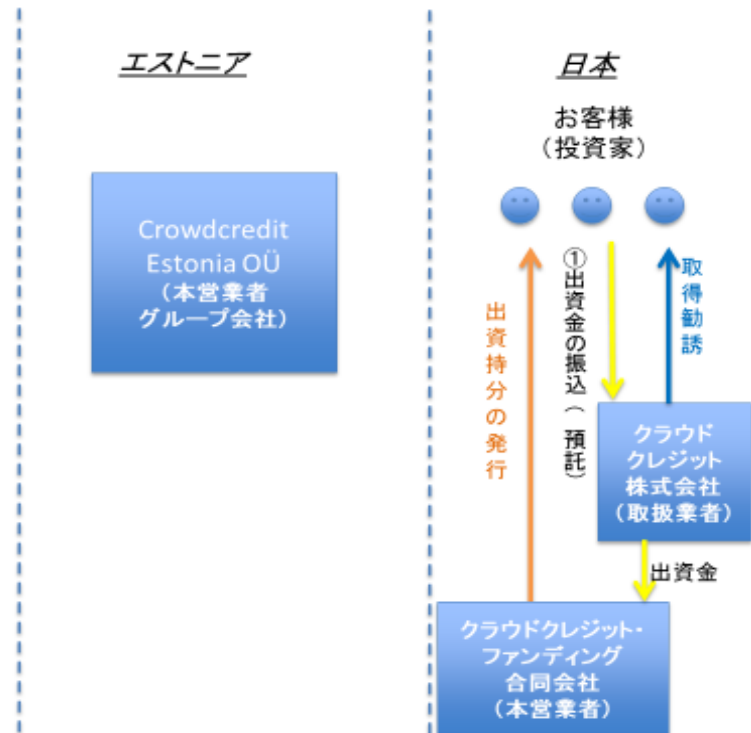 エストニア
日本
お客様
（投資家）
Crowdcredit
Estonia OÜ
（本営業者
グループ会社）
出資持分の発行
①出資金の振込（預託）
取得勧誘
クラウド
クレジット
株式会社
（取扱業者）
出資金
クラウドクレジット・
ファンディング
合同会社
（本営業者）